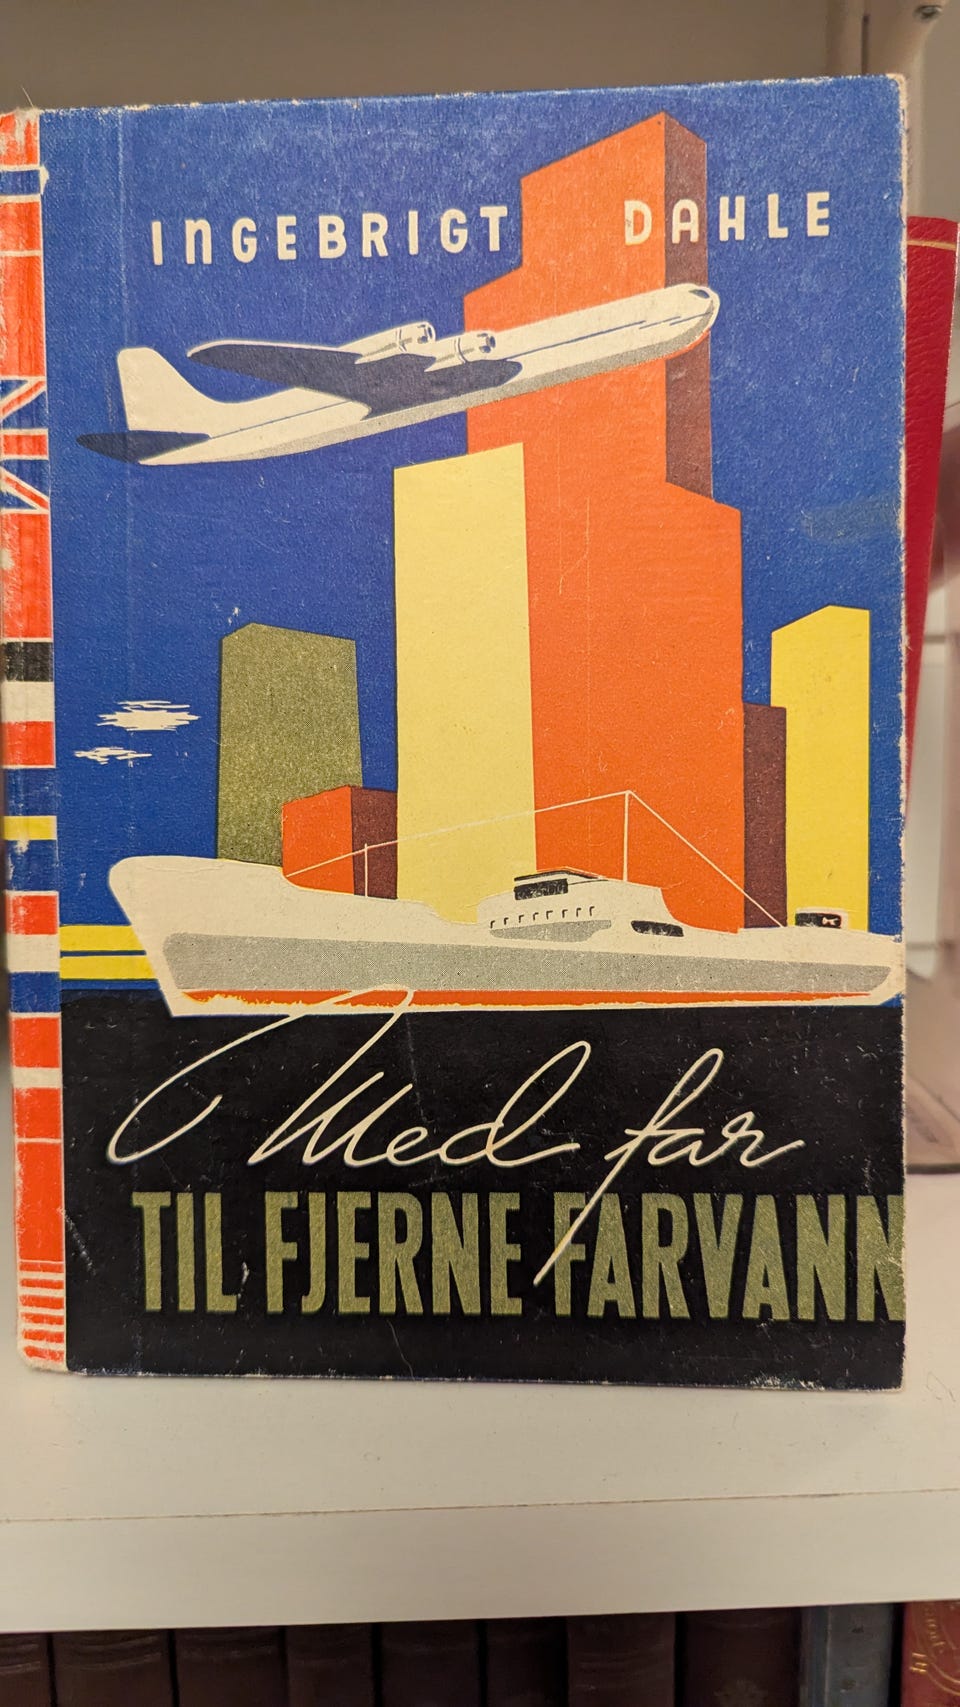 INGEBRIGT DAHLE
Med far
TIL FJERNE FARVANN